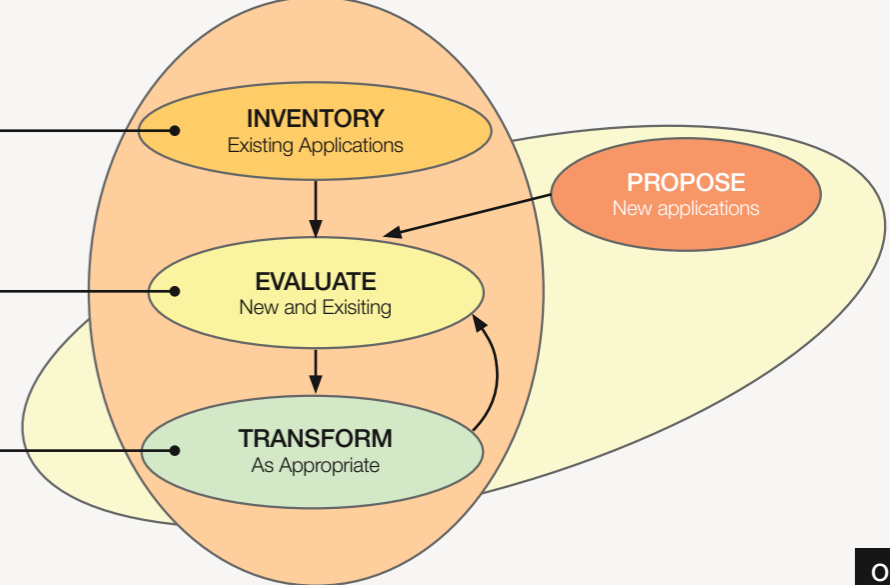 INVENTORY
Existing Applications
PROPOSE
New applications
EVALUATE
New and Exisiting
TRANSFORM
As Appropriate